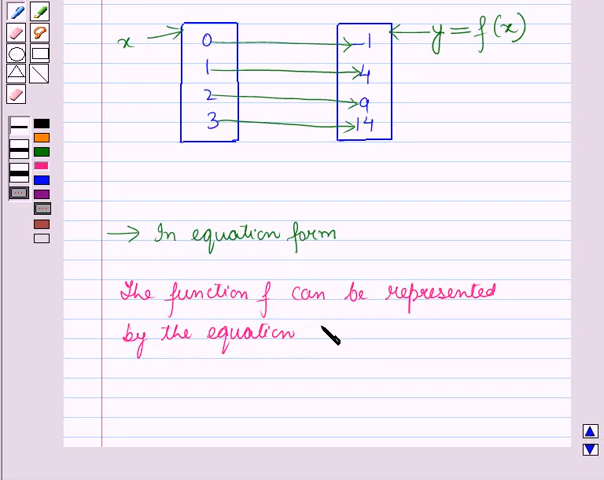 x
0
1
2
3
-1
4
9
14
y = f(x)
→ In equation form
The function f can be represented
by the equation